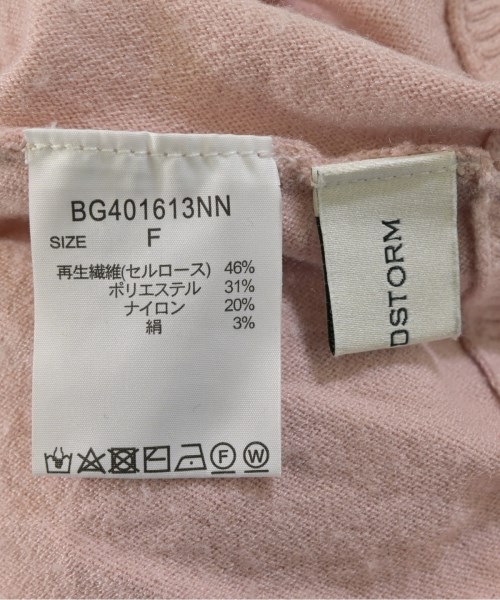 BG401613NN
SIZE F
再生繊維(セルロース) 46%
ポリエステル 31%
ナイロン 20%
絹 3%
F W
DSTORM